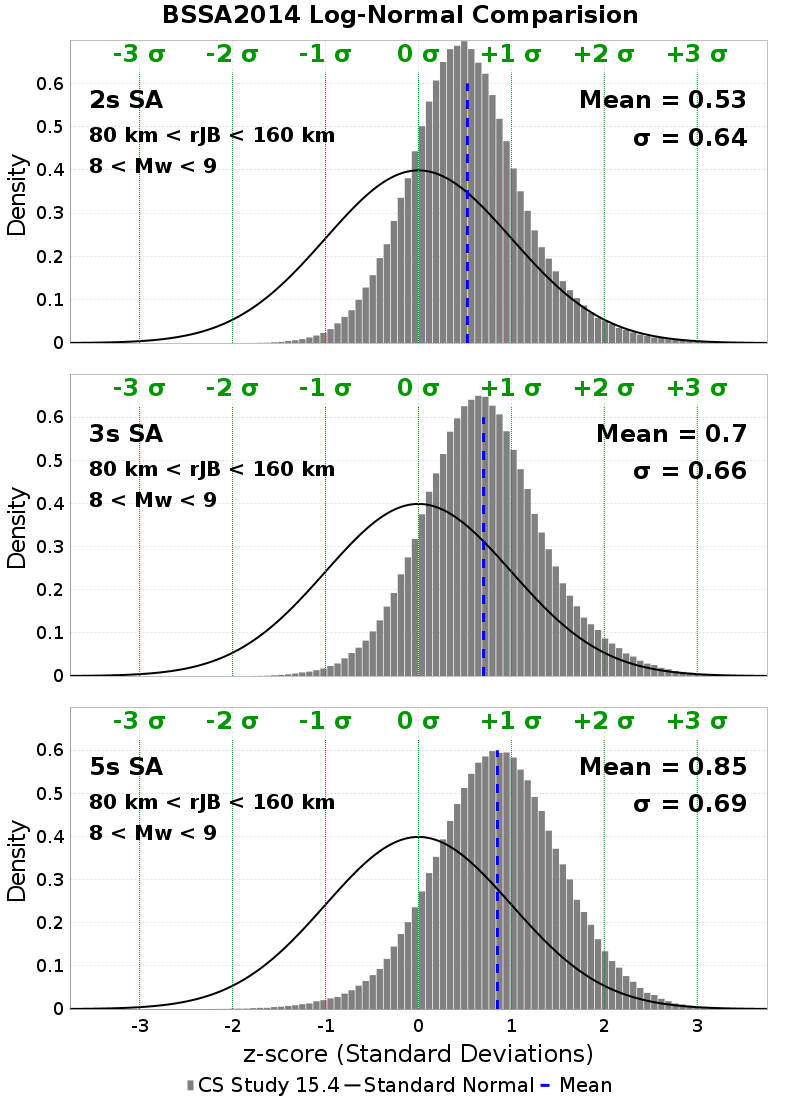 BSSA2014 Log-Normal Comparision
-3 σ -2 σ -1 σ 0 σ +1 σ +2 σ +3 σ
2s SA
Mean = 0.53
80 km < rJB < 160 km
σ = 0.64
8 < Mw < 9
Density
0.6
0.5
0.4
0.3
0.2
0.1
0
-3 σ -2 σ -1 σ 0 σ +1 σ +2 σ +3 σ
3s SA
Mean = 0.7
80 km < rJB < 160 km
σ = 0.66
8 < Mw < 9
Density
0.6
0.5
0.4
0.3
0.2
0.1
0
-3 σ -2 σ -1 σ 0 σ +1 σ +2 σ +3 σ
5s SA
Mean = 0.85
80 km < rJB < 160 km
σ = 0.69
8 < Mw < 9
Density
0.6
0.5
0.4
0.3
0.2
0.1
0
-3 -2 -1 0 1 2 3
z-score (Standard Deviations)
CS Study 15.4 Standard Normal Mean